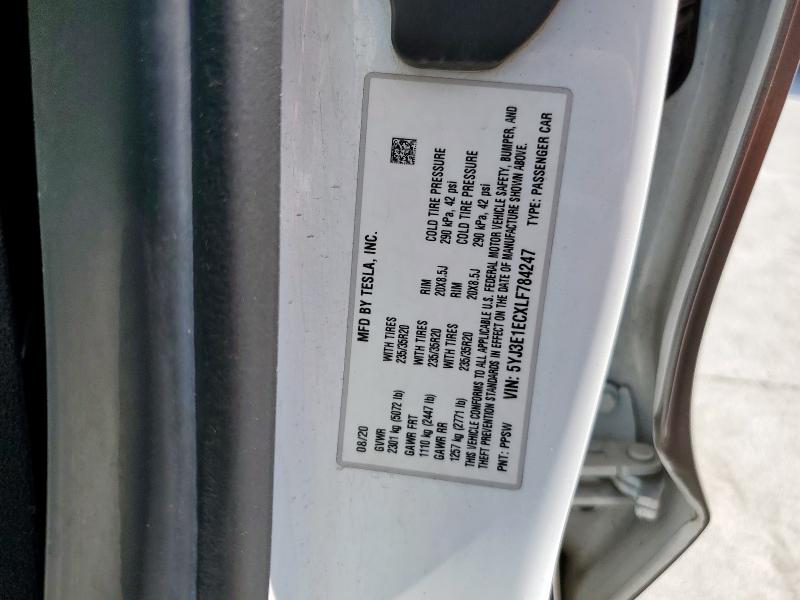 MFD BY TESLA, INC.
08/20
GVWR
2301 kg (5072 lb)
WITH TIRES
235/35R20
RIM
20X8.5J
COLD TIRE PRESSURE
290 kPa, 42 psi
GAWR FRT
1110 kg (2447 lb)
WITH TIRES
235/35R20
RIM
20X8.5J
COLD TIRE PRESSURE
290 kPa, 42 psi
GAWR RR
1257 kg (2771 lb)
WITH TIRES
235/35R20
THIS VEHICLE CONFORMS TO ALL APPLICABLE U.S. FEDERAL MOTOR VEHICLE SAFETY, BUMPER, AND
THEFT PREVENTION STANDARDS IN EFFECT ON THE DATE OF MANUFACTURE SHOWN ABOVE.
VIN: 5YJ3E1ECXLF784247
PNT: PPSW
TYPE: PASSENGER CAR